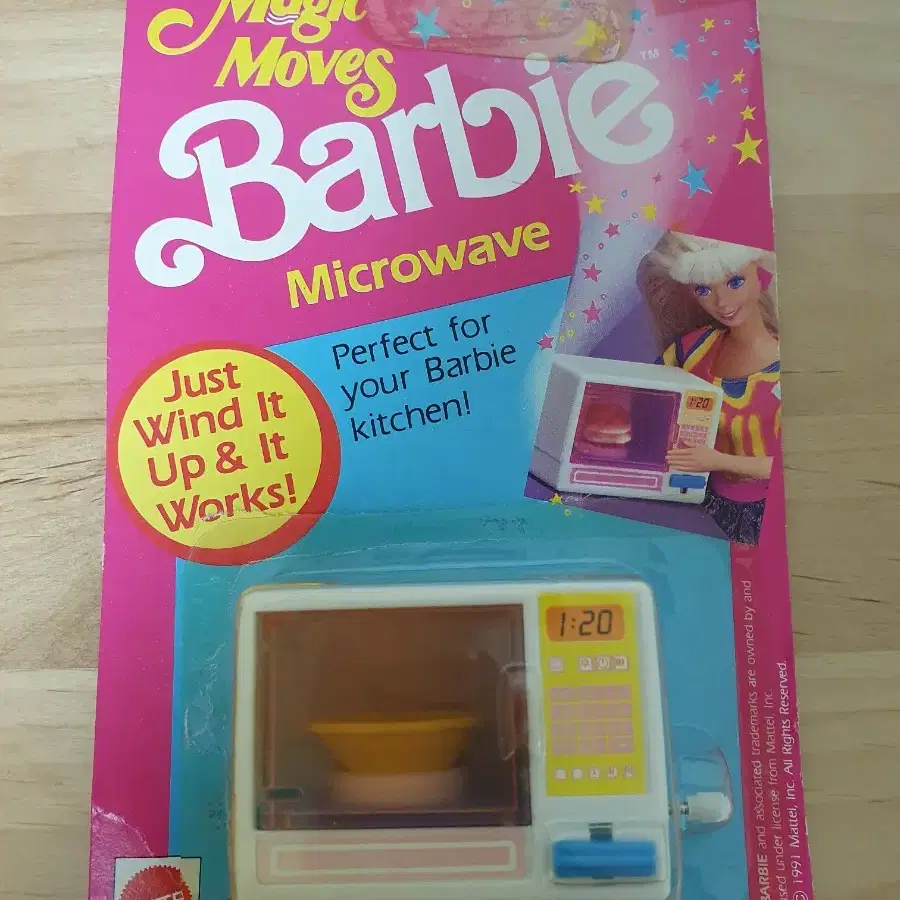 Magic
Moves
Barbie™
Microwave
Just
Wind It
Up & It
Works!
Perfect for
your Barbie
kitchen!
1:20
1:20
BARBIE and associated trademarks are owned by and
used under license from Mattel, Inc.
© 1991 Mattel, Inc. All Rights Reserved.